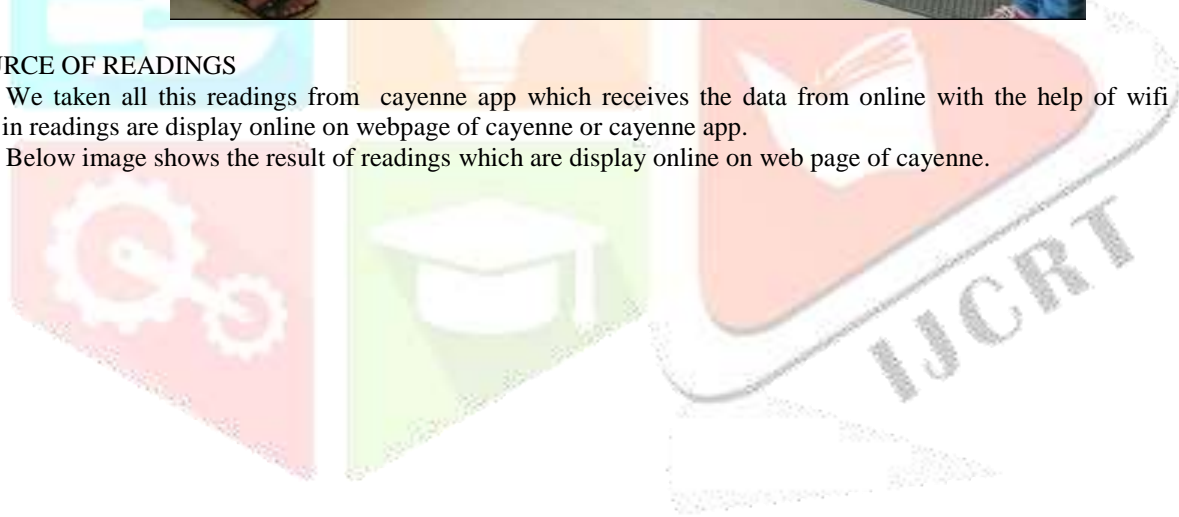 URCE OF READINGS
We taken all this readings from cayenne app which receives the data from online with the help of wifi
in readings are display online on webpage of cayenne or cayenne app.
Below image shows the result of readings which are display online on web page of cayenne.
IJCRT